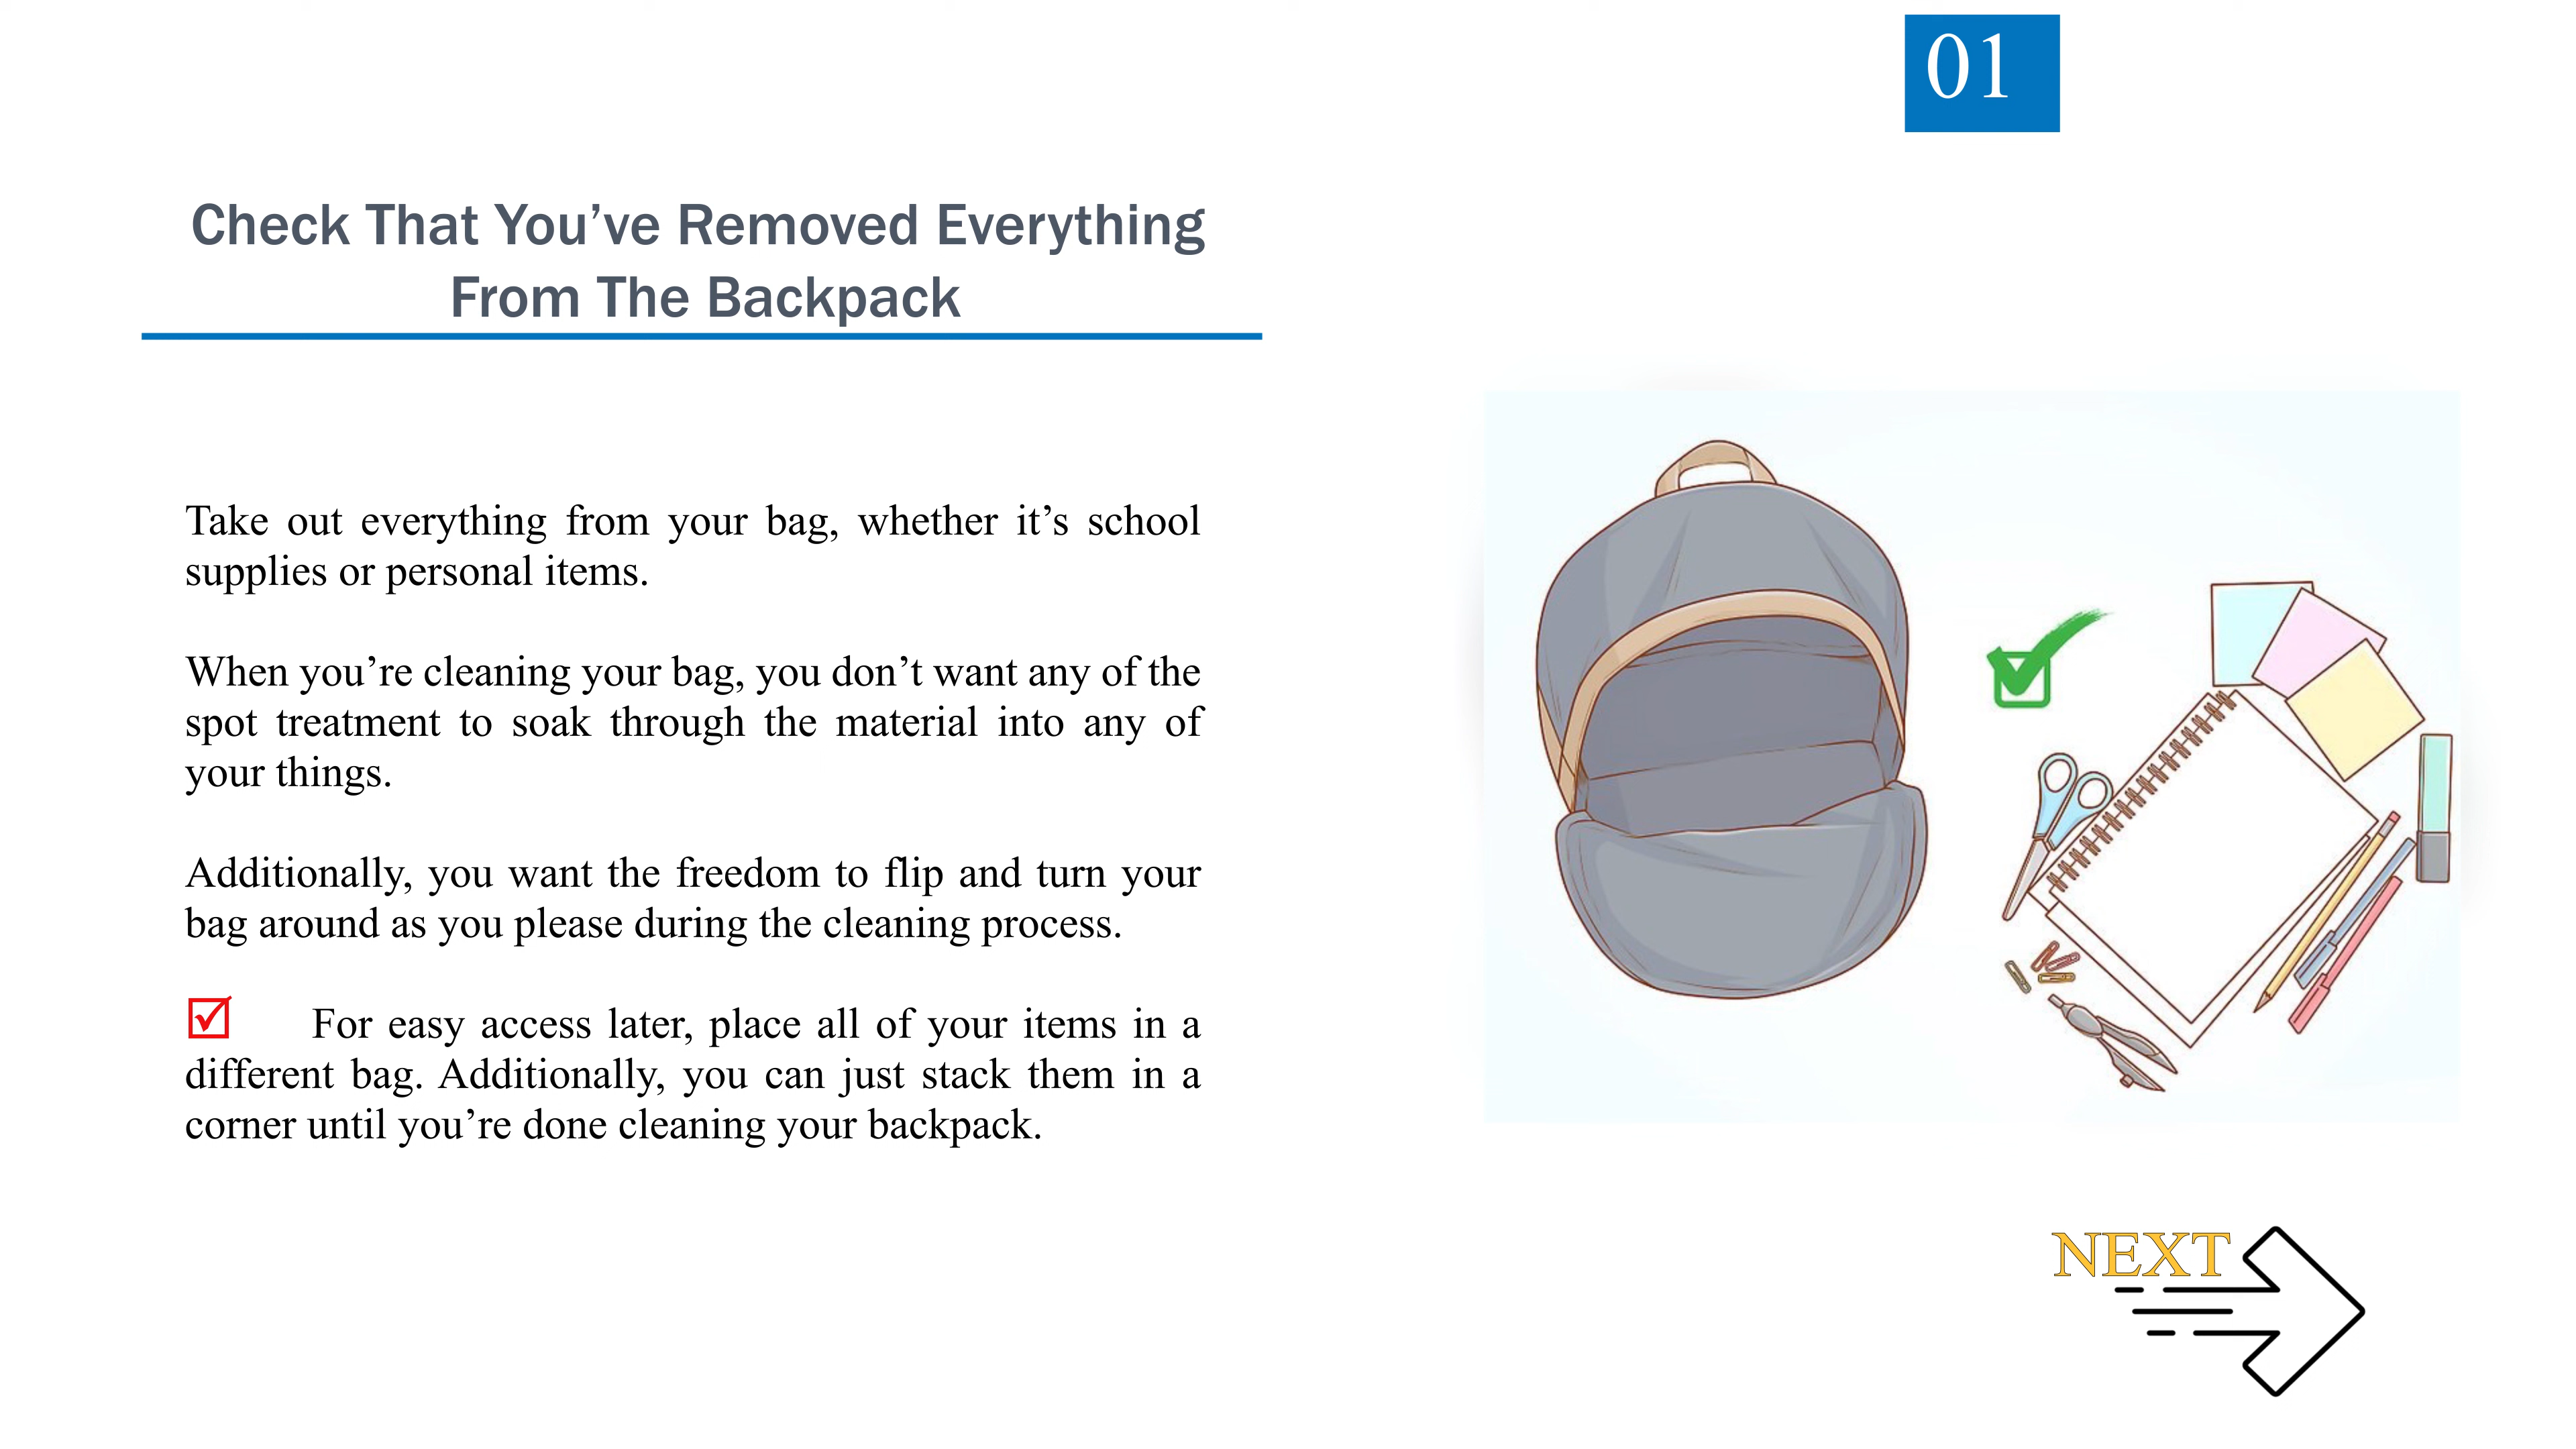 01
Check That You’ve Removed Everything
From The Backpack
Take out everything from your bag, whether it’s school
supplies or personal items.
When you’re cleaning your bag, you don’t want any of the
spot treatment to soak through the material into any of
your things.
Additionally, you want the freedom to flip and turn your
bag around as you please during the cleaning process.
For easy access later, place all of your items in a
different bag. Additionally, you can just stack them in a
corner until you’re done cleaning your backpack.
NEXT